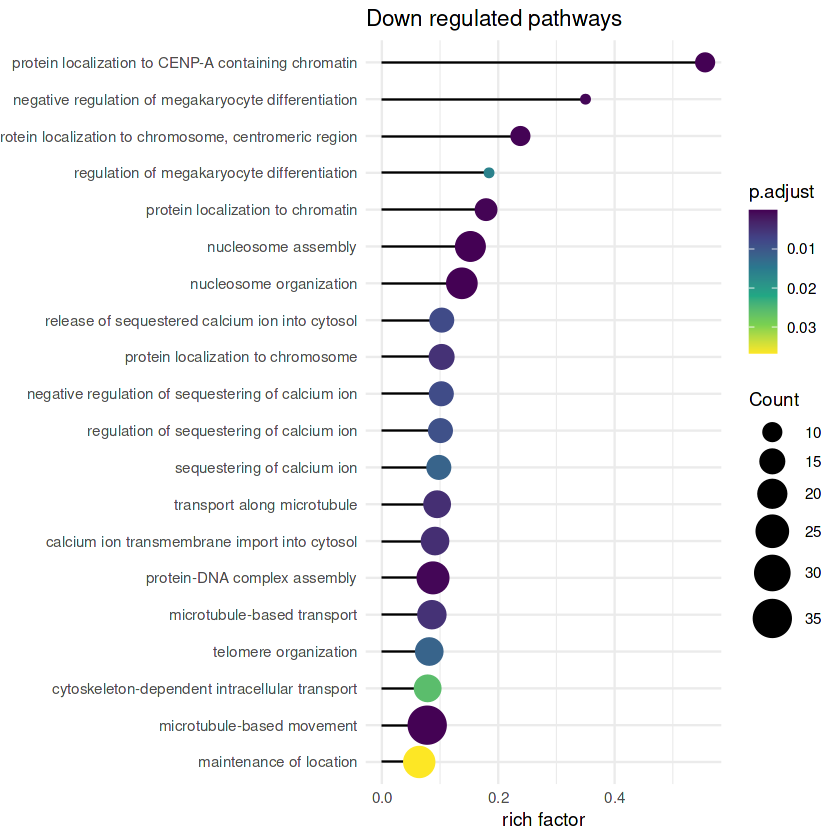 Down regulated pathways
protein localization to CENP-A containing chromatin
negative regulation of megakaryocyte differentiation
rotein localization to chromosome, centromeric region
regulation of megakaryocyte differentiation
protein localization to chromatin
nucleosome assembly
nucleosome organization
release of sequestered calcium ion into cytosol
protein localization to chromosome
negative regulation of sequestering of calcium ion
regulation of sequestering of calcium ion
sequestering of calcium ion
transport along microtubule
calcium ion transmembrane import into cytosol
protein-DNA complex assembly
microtubule-based transport
telomere organization
cytoskeleton-dependent intracellular transport
microtubule-based movement
maintenance of location
0.0 0.2 0.4
rich factor
p.adjust
0.01
0.02
0.03
Count
10
15
20
25
30
35